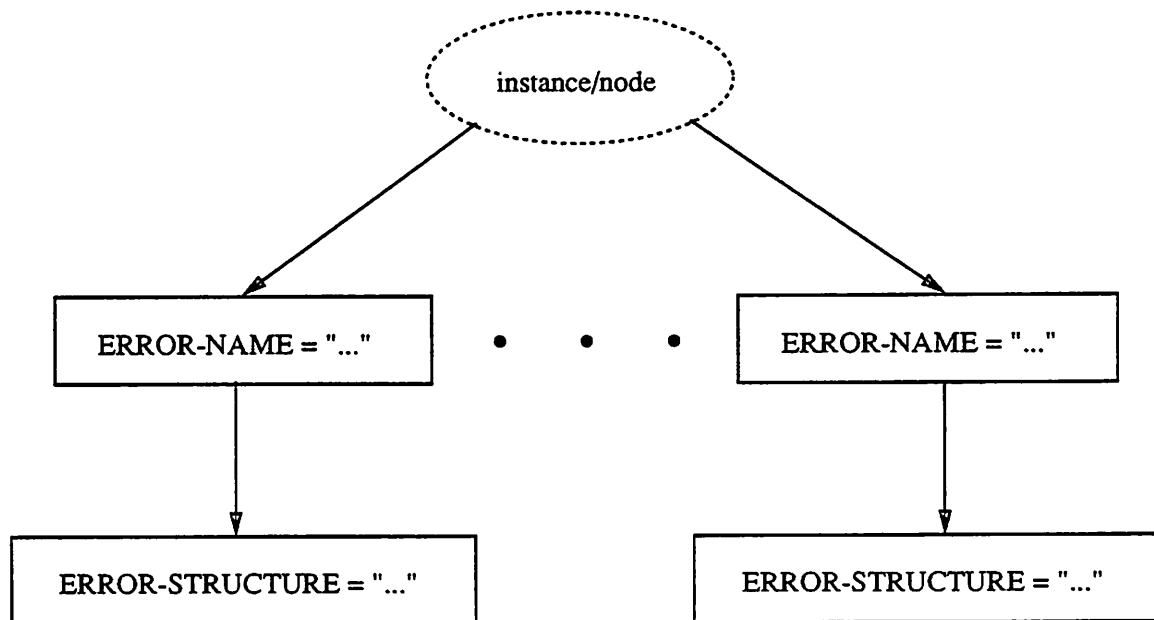 instance/node
ERROR-NAME = "..."
ERROR-NAME = "..."
ERROR-STRUCTURE = "..."
ERROR-STRUCTURE = "..."